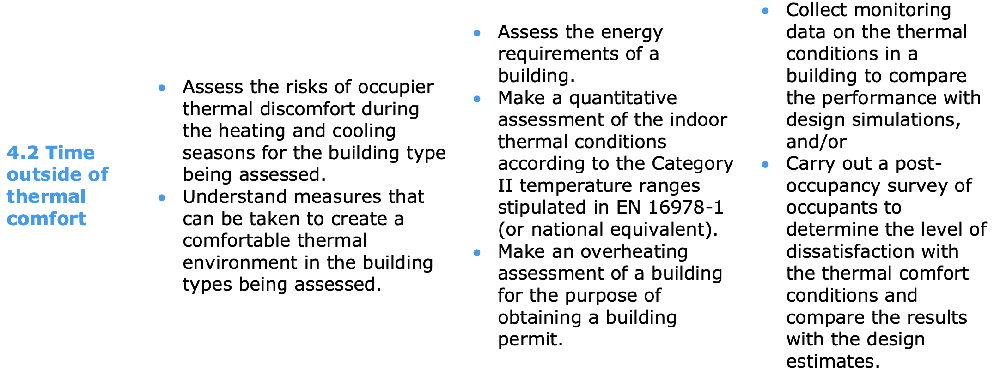 4.2 Time
outside of
thermal
comfort
• Assess the risks of occupier
thermal discomfort during
the heating and cooling
seasons for the building type
being assessed.
• Understand measures that
can be taken to create a
comfortable thermal
environment in the building
types being assessed.
• Assess the energy
requirements of a
building.
• Make a quantitative
assessment of the indoor
thermal conditions
according to the Category
II temperature ranges
stipulated in EN 16978-1
(or national equivalent).
• Make an overheating
assessment of a building
for the purpose of
obtaining a building
permit.
• Collect monitoring
data on the thermal
conditions in a
building to compare
the performance with
design simulations,
and/or
• Carry out a post-
occupancy survey of
occupants to
determine the level of
dissatisfaction with
the thermal comfort
conditions and
compare the results
with the design
estimates.